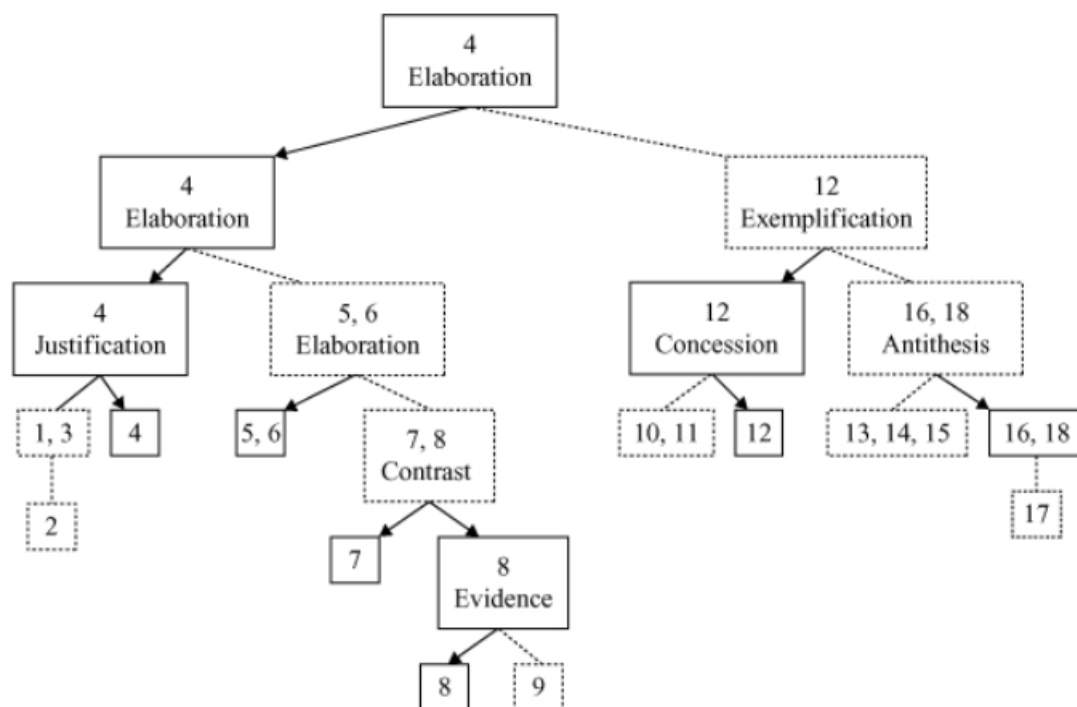 4
Elaboration
4
Elaboration
12
Exemplification
4
Justification
5, 6
Elaboration
12
Concession
16, 18
Antithesis
1, 3
4
5, 6
7, 8
Contrast
10, 11
12
13, 14, 15
16, 18
2
17
7
8
Evidence
8
9